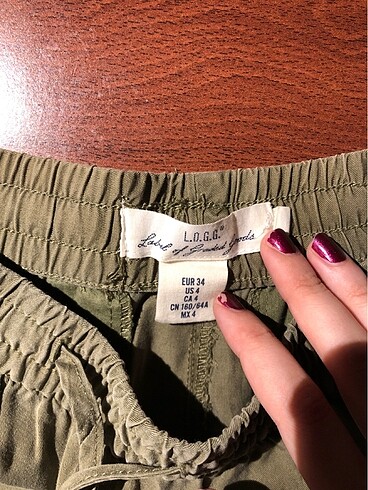 L.O.G.G.®
Label of Graded Goods
EUR 34
US 4
CA 4
CN 160/64A
MX 4